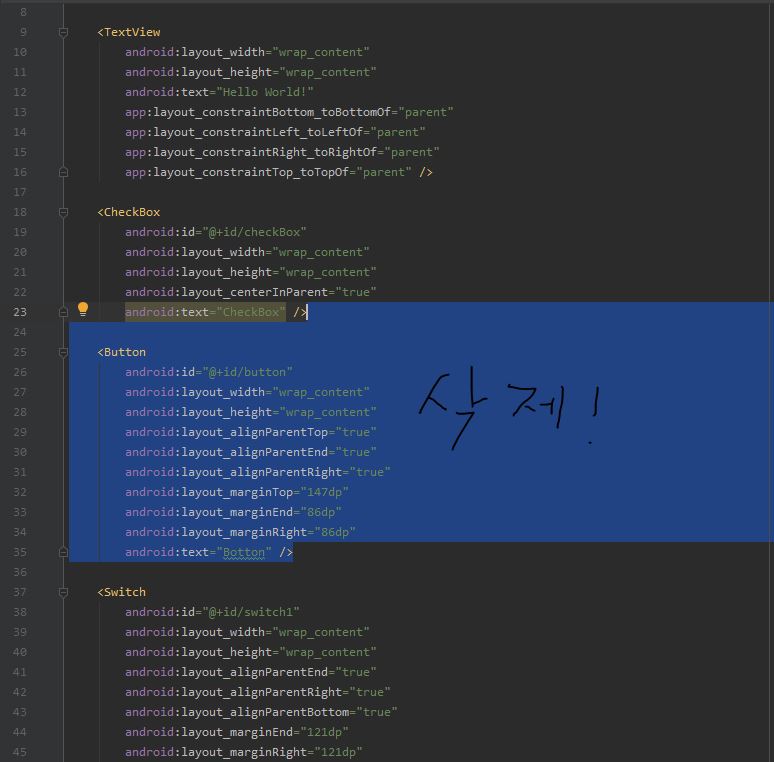 8
9 <TextView
10 android:layout_width="wrap_content"
11 android:layout_height="wrap_content"
12 android:text="Hello World!"
13 app:layout_constraintBottom_toBottomOf="parent"
14 app:layout_constraintLeft_toLeftOf="parent"
15 app:layout_constraintRight_toRightOf="parent"
16 app:layout_constraintTop_toTopOf="parent" />
17
18 <CheckBox
19 android:id="@+id/checkBox"
20 android:layout_width="wrap_content"
21 android:layout_height="wrap_content"
22 android:layout_centerInParent="true"
23 android:text="CheckBox" />
24
25 <Button
26 android:id="@+id/button"
27 android:layout_width="wrap_content"
28 android:layout_height="wrap_content"
29 android:layout_alignParentTop="true"
30 android:layout_alignParentEnd="true"
31 android:layout_alignParentRight="true"
32 android:layout_marginTop="147dp"
33 android:layout_marginEnd="86dp"
34 android:layout_marginRight="86dp"
35 android:text="Botton" />
삭제!
36
37 <Switch
38 android:id="@+id/switch1"
39 android:layout_width="wrap_content"
40 android:layout_height="wrap_content"
41 android:layout_alignParentEnd="true"
42 android:layout_alignParentRight="true"
43 android:layout_alignParentBottom="true"
44 android:layout_marginEnd="121dp"
45 android:layout_marginRight="121dp"